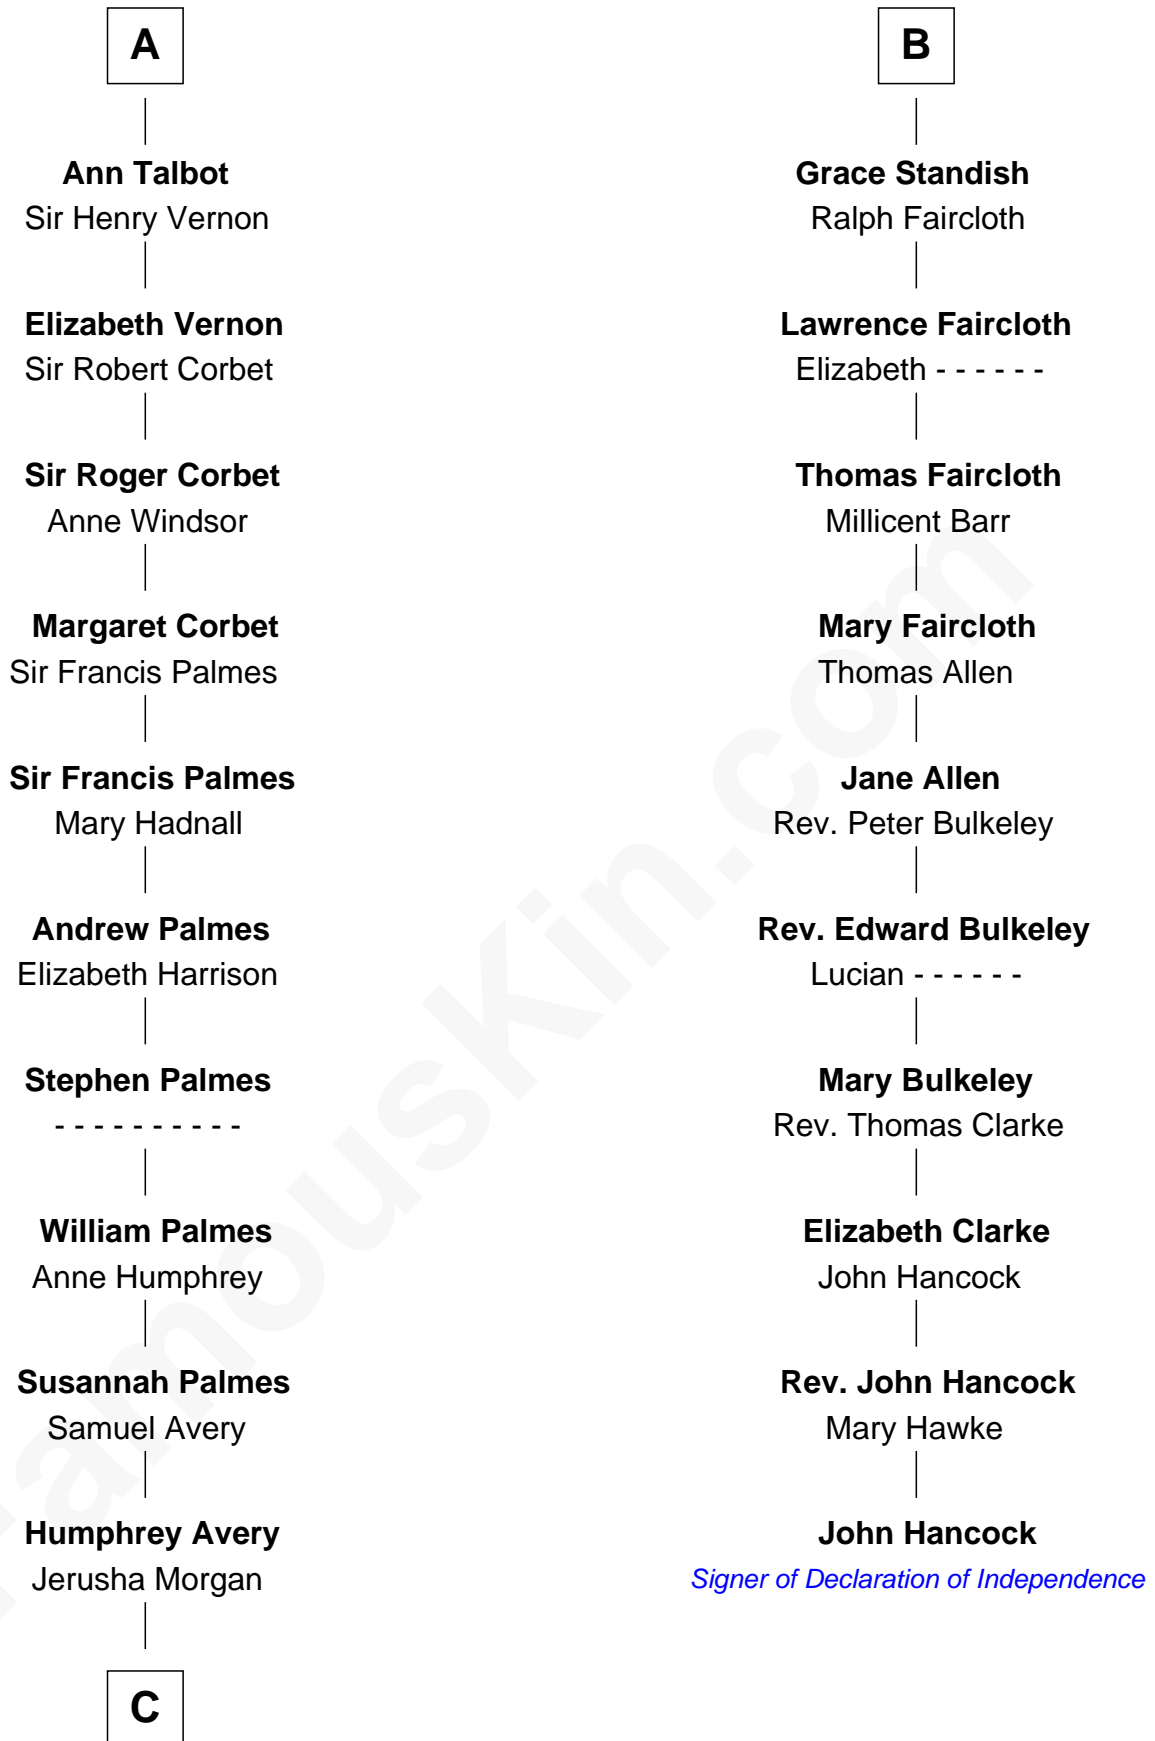 A
Ann Talbot
Sir Henry Vernon
Elizabeth Vernon
Sir Robert Corbet
Sir Roger Corbet
Anne Windsor
Margaret Corbet
Sir Francis Palmes
Sir Francis Palmes
Mary Hadnall
Andrew Palmes
Elizabeth Harrison
Stephen Palmes
- - - - - - - - - -
William Palmes
Anne Humphrey
Susannah Palmes
Samuel Avery
Humphrey Avery
Jerusha Morgan
C
B
Grace Standish
Ralph Faircloth
Lawrence Faircloth
Elizabeth - - - - - -
Thomas Faircloth
Millicent Barr
Mary Faircloth
Thomas Allen
Jane Allen
Rev. Peter Bulkeley
Rev. Edward Bulkeley
Lucian - - - - - -
Mary Bulkeley
Rev. Thomas Clarke
Elizabeth Clarke
John Hancock
Rev. John Hancock
Mary Hawke
John Hancock
Signer of Declaration of Independence
FamousKin.com